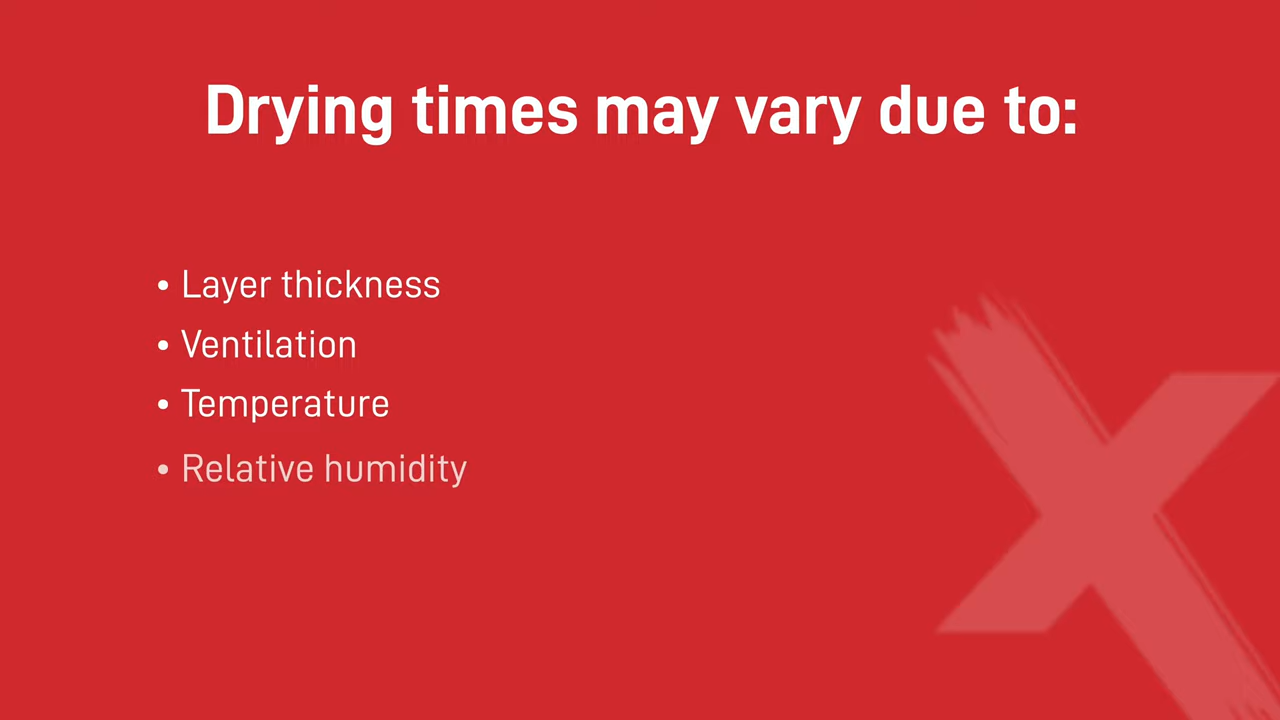 Drying times may vary due to:
• Layer thickness
• Ventilation
• Temperature
• Relative humidity